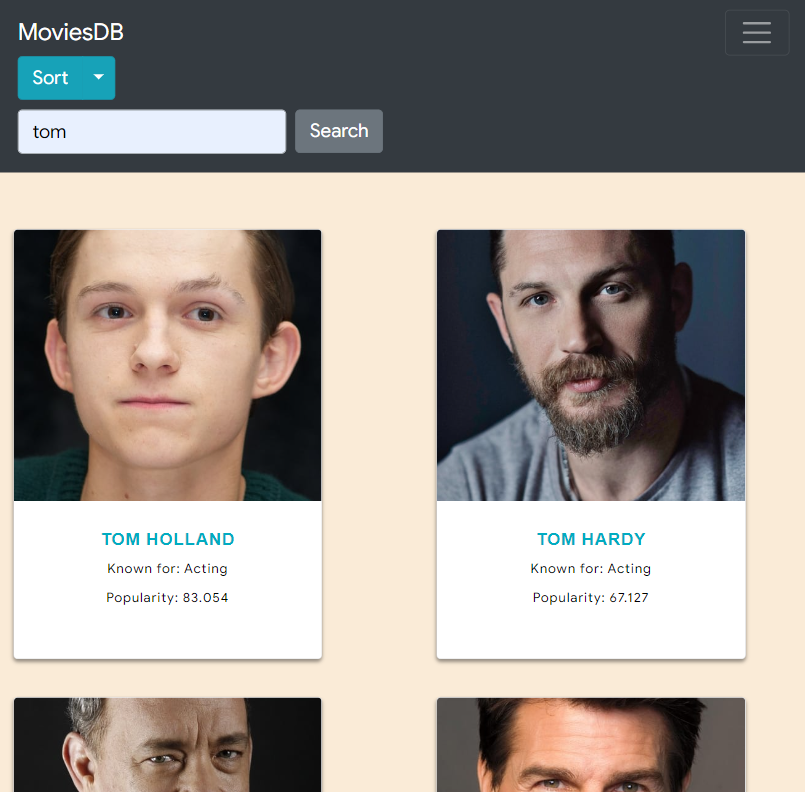 MoviesDB
Sort
tom
Search
TOM HOLLAND
Known for: Acting
Popularity: 83.054
TOM HARDY
Known for: Acting
Popularity: 67.127